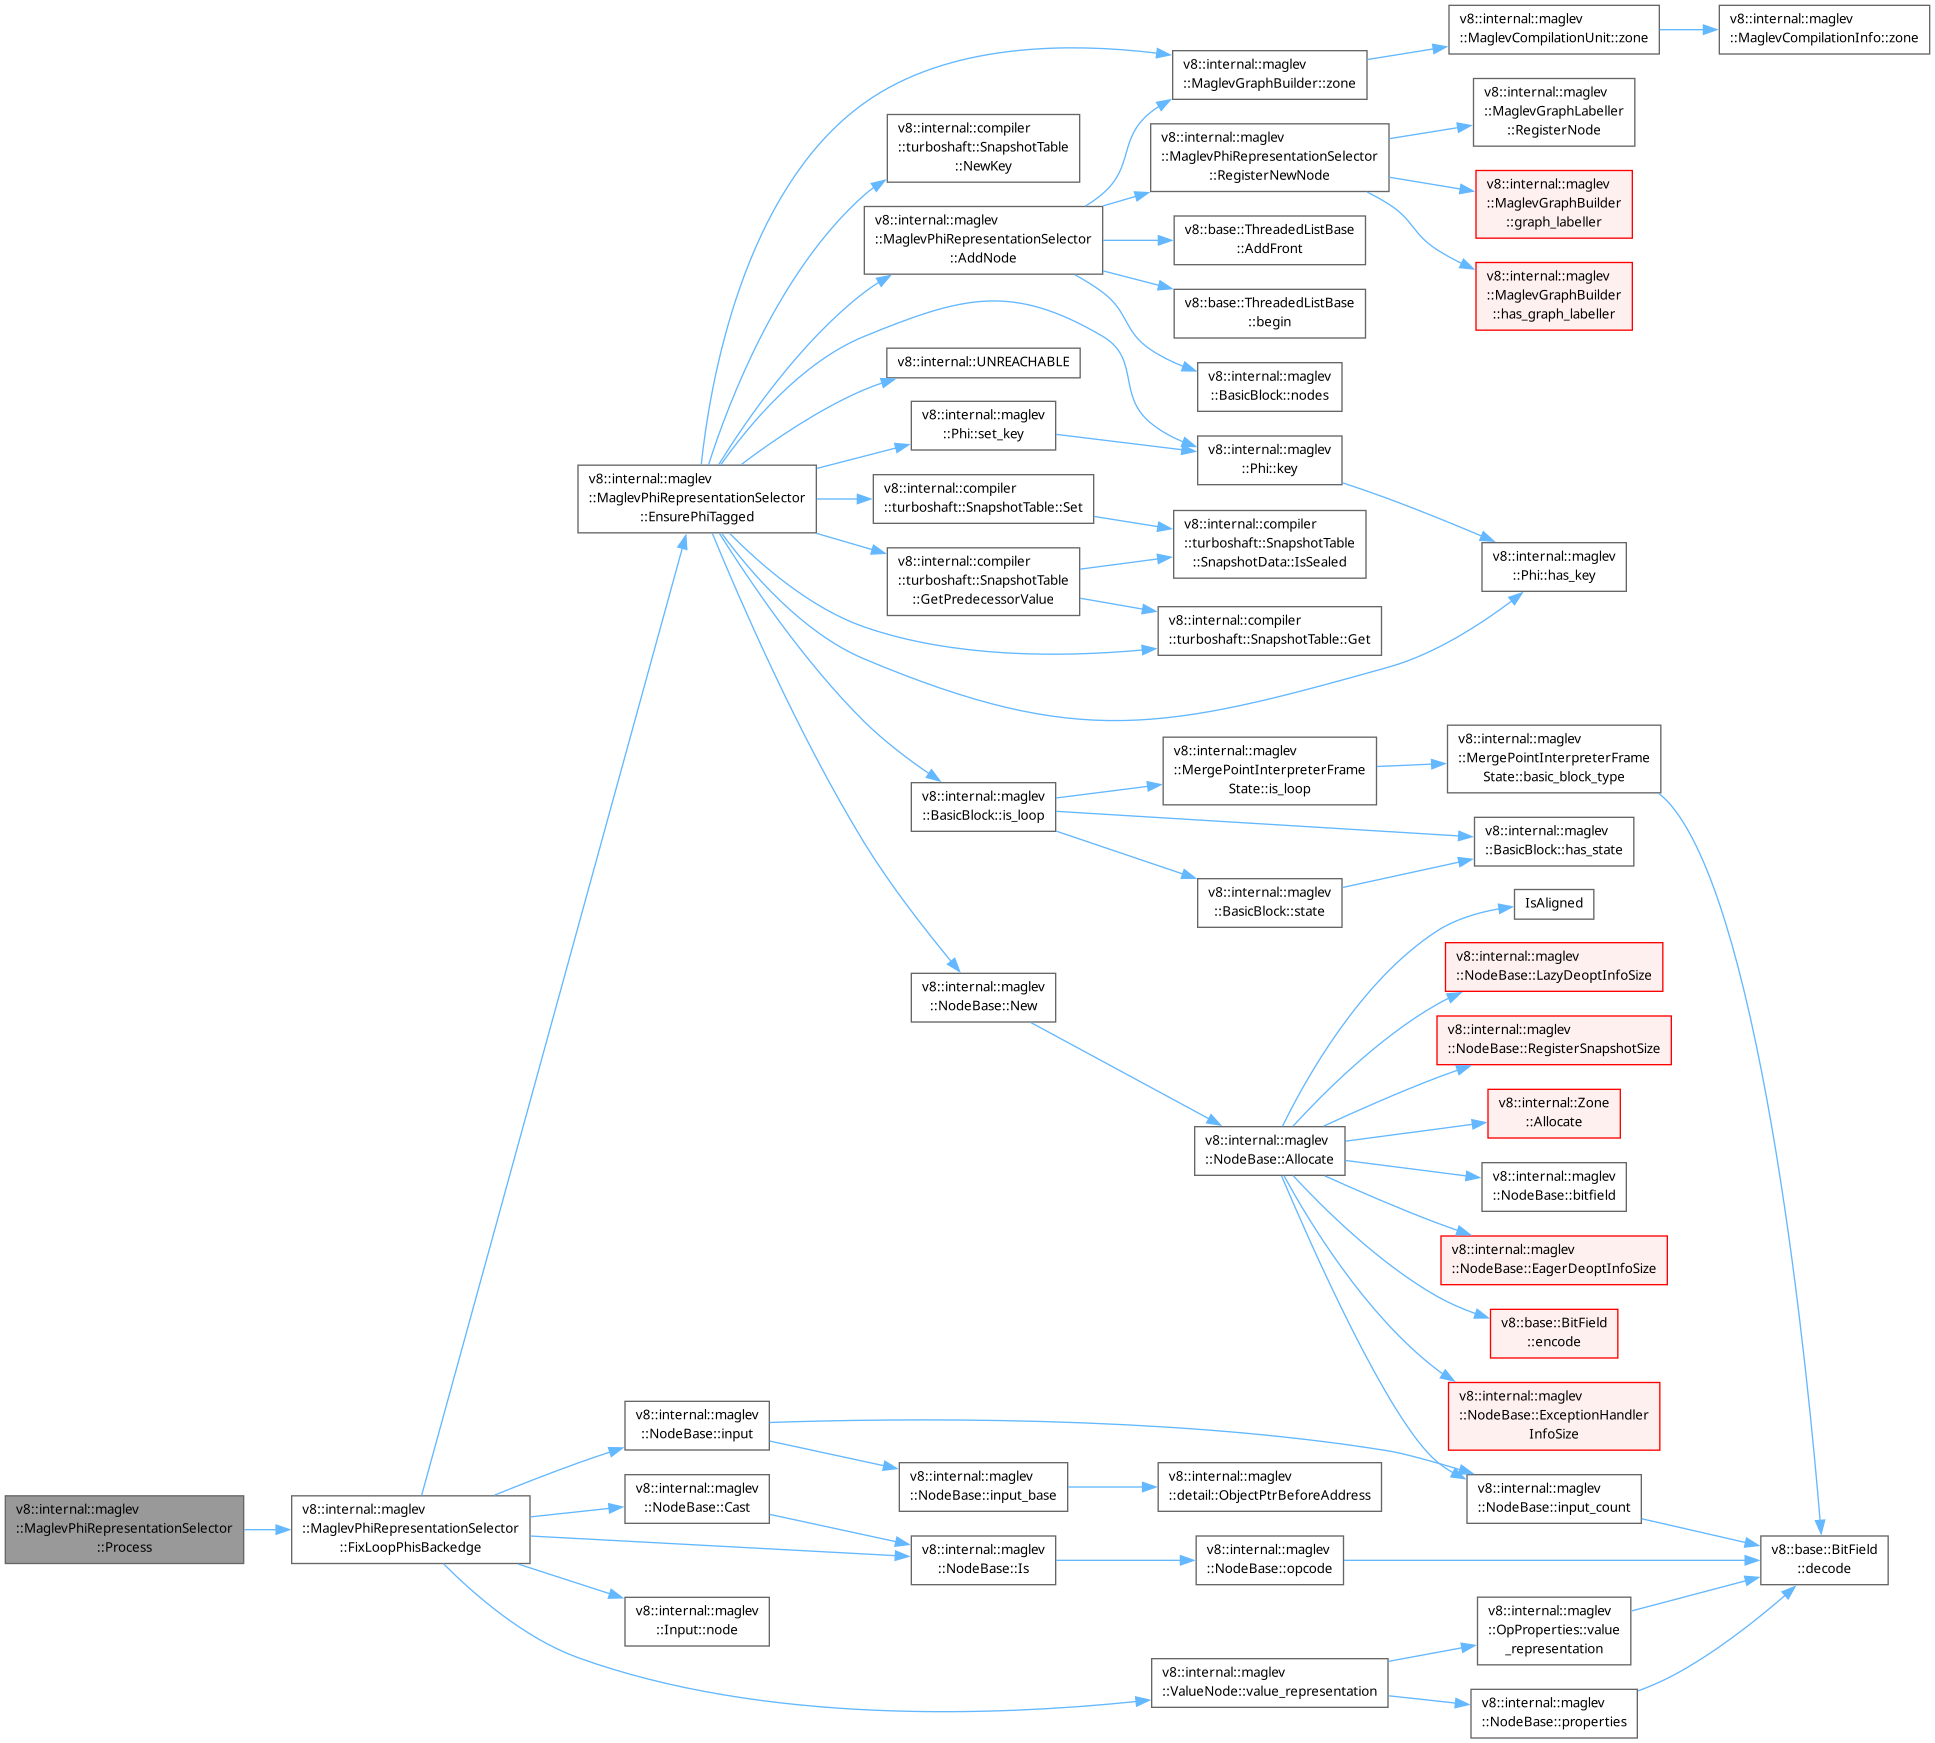 v8::internal::maglev
::MaglevCompilationUnit::zone
v8::internal::maglev
::MaglevCompilationInfo::zone
v8::internal::maglev
::MaglevGraphBuilder::zone
v8::internal::maglev
::MaglevGraphLabeller
::RegisterNode
v8::internal::compiler
::turboshaft::SnapshotTable
::NewKey
v8::internal::maglev
::MaglevPhiRepresentationSelector
::RegisterNewNode
v8::internal::maglev
::MaglevGraphBuilder
::graph_labeller
v8::internal::maglev
::MaglevPhiRepresentationSelector
::AddNode
v8::base::ThreadedListBase
::AddFront
v8::internal::maglev
::MaglevGraphBuilder
::has_graph_labeller
v8::base::ThreadedListBase
::begin
v8::internal::UNREACHABLE
v8::internal::maglev
::BasicBlock::nodes
v8::internal::maglev
::Phi::set_key
v8::internal::maglev
::Phi::key
v8::internal::maglev
::MaglevPhiRepresentationSelector
::EnsurePhiTagged
v8::internal::compiler
::turboshaft::SnapshotTable::Set
v8::internal::compiler
::turboshaft::SnapshotTable
::SnapshotData::IsSealed
v8::internal::compiler
::turboshaft::SnapshotTable
::GetPredecessorValue
v8::internal::maglev
::Phi::has_key
v8::internal::compiler
::turboshaft::SnapshotTable::Get
v8::internal::maglev
::MergePointInterpreterFrame
State::is_loop
v8::internal::maglev
::MergePointInterpreterFrame
State::basic_block_type
v8::internal::maglev
::BasicBlock::is_loop
v8::internal::maglev
::BasicBlock::has_state
v8::internal::maglev
::BasicBlock::state
IsAligned
v8::internal::maglev
::NodeBase::LazyDeoptInfoSize
v8::internal::maglev
::NodeBase::New
v8::internal::maglev
::NodeBase::RegisterSnapshotSize
v8::internal::Zone
::Allocate
v8::internal::maglev
::NodeBase::Allocate
v8::internal::maglev
::NodeBase::bitfield
v8::internal::maglev
::NodeBase::EagerDeoptInfoSize
v8::base::BitField
::encode
v8::internal::maglev
::NodeBase::ExceptionHandler
InfoSize
v8::internal::maglev
::NodeBase::input
v8::internal::maglev
::NodeBase::input_base
v8::internal::maglev
::detail::ObjectPtrBeforeAddress
v8::internal::maglev
::NodeBase::input_count
v8::internal::maglev
::NodeBase::Cast
v8::internal::maglev
::MaglevPhiRepresentationSelector
::Process
v8::internal::maglev
::MaglevPhiRepresentationSelector
::FixLoopPhisBackedge
v8::internal::maglev
::NodeBase::Is
v8::internal::maglev
::NodeBase::opcode
v8::base::BitField
::decode
v8::internal::maglev
::Input::node
v8::internal::maglev
::OpProperties::value
_representation
v8::internal::maglev
::ValueNode::value_representation
v8::internal::maglev
::NodeBase::properties